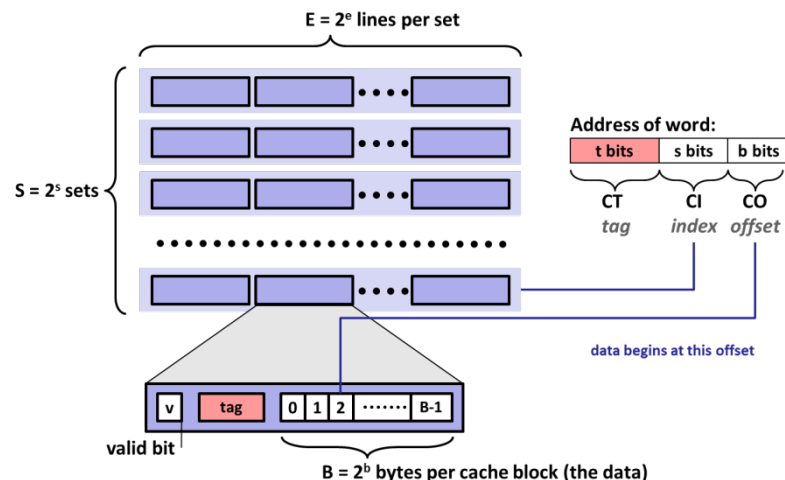 E = 2ᵉ lines per set
S = 2ˢ sets
Address of word:
t bits s bits b bits
CT CI CO
tag index offset
data begins at this offset
v tag 0 1 2 ······· B-1
valid bit
B = 2ᵇ bytes per cache block (the data)